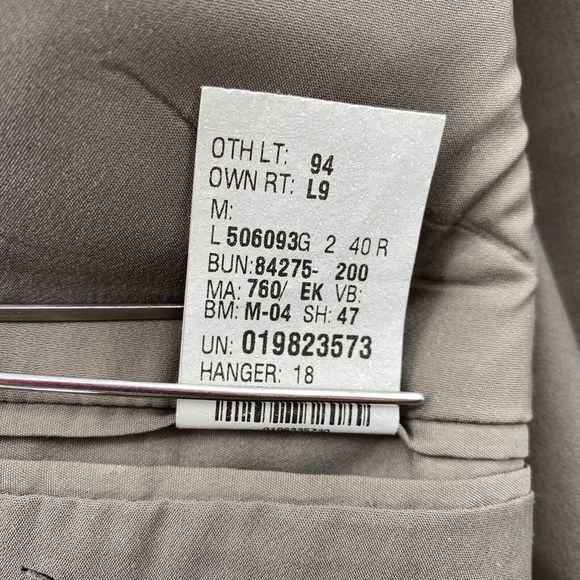 OTH LT: 94
OWN RT: L9
M:
L 506093G 2 40 R
BUN:84275- 200
MA: 760/ EK VB:
BM: M-04 SH: 47
UN: 019823573
HANGER: 18